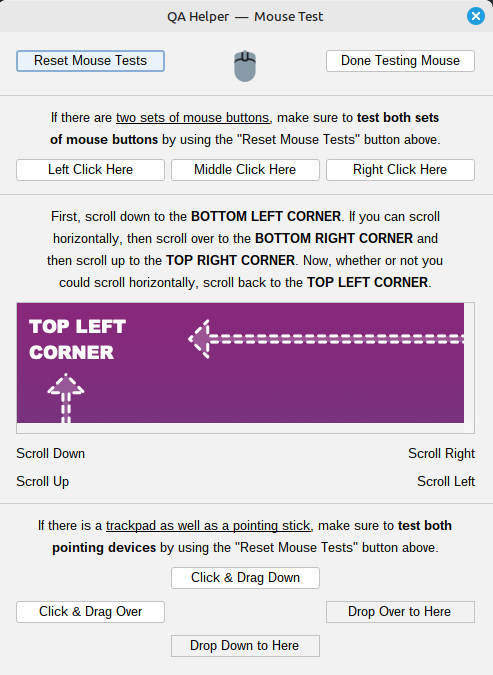 QA Helper — Mouse Test
Reset Mouse Tests
Done Testing Mouse
If there are two sets of mouse buttons, make sure to test both sets
of mouse buttons by using the "Reset Mouse Tests" button above.
Left Click Here
Middle Click Here
Right Click Here
First, scroll down to the BOTTOM LEFT CORNER. If you can scroll
horizontally, then scroll over to the BOTTOM RIGHT CORNER and
then scroll up to the TOP RIGHT CORNER. Now, whether or not you
could scroll horizontally, scroll back to the TOP LEFT CORNER.
TOP LEFT
CORNER
Scroll Down
Scroll Right
Scroll Up
Scroll Left
If there is a trackpad as well as a pointing stick, make sure to test both
pointing devices by using the "Reset Mouse Tests" button above.
Click & Drag Down
Click & Drag Over
Drop Over to Here
Drop Down to Here